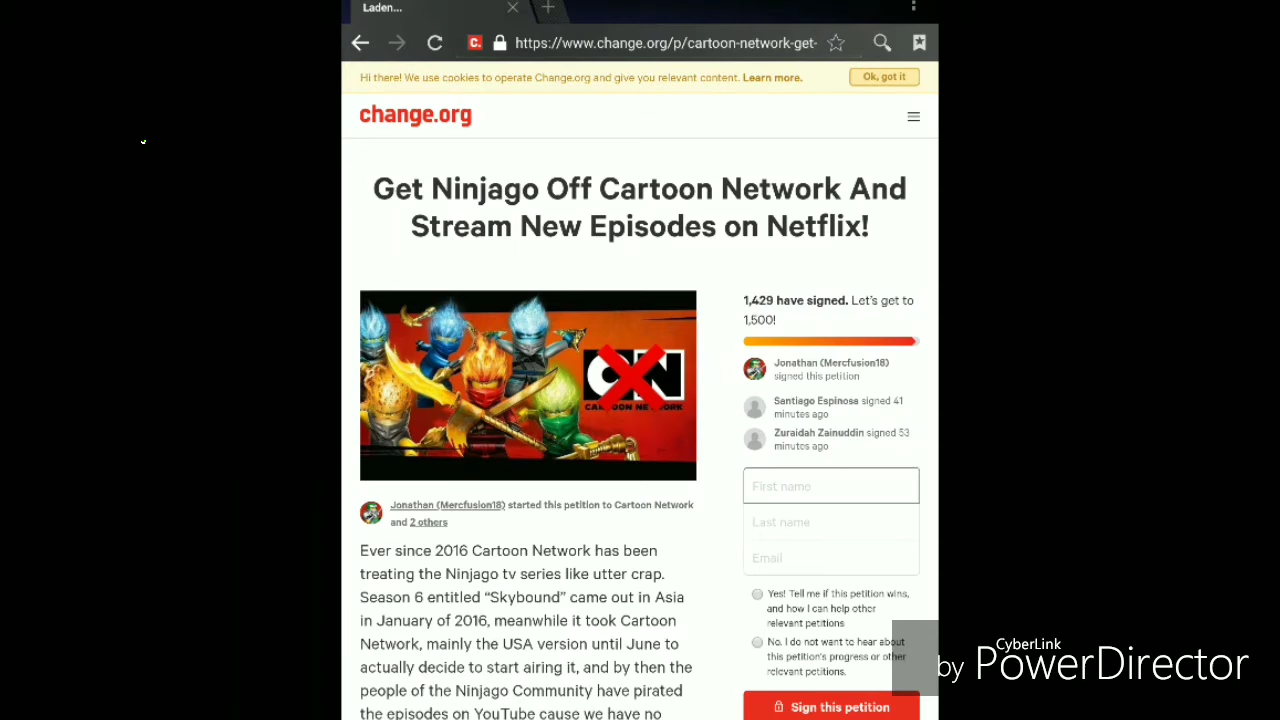 Laden...
https://www.change.org/p/cartoon-network-get-
Hi there! We use cookies to operate Change.org and give you relevant content. Learn more.
Ok, got it
change.org
Get Ninjago Off Cartoon Network And
Stream New Episodes on Netflix!
CN
CARTOON NETWORK
1,429 have signed. Let's get to
1,500!
Jonathan (Mercfusion18)
signed this petition
Santiago Espinosa signed 41
minutes ago
Zuraidah Zainuddin signed 53
minutes ago
First name
Last name
Email
Yes! Tell me if this petition wins,
and how I can help other
relevant petitions
No. I do not want to hear about
this petition's progress or other
relevant petitions.
Sign this petition
Jonathan (Mercfusion18) started this petition to Cartoon Network
and 2 others
Ever since 2016 Cartoon Network has been
treating the Ninjago tv series like utter crap.
Season 6 entitled “Skybound” came out in Asia
in January of 2016, meanwhile it took Cartoon
Network, mainly the USA version until June to
actually decide to start airing it, and by then the
people of the Ninjago Community have pirated
the episodes on YouTube cause we have no
CyberLink
by PowerDirector